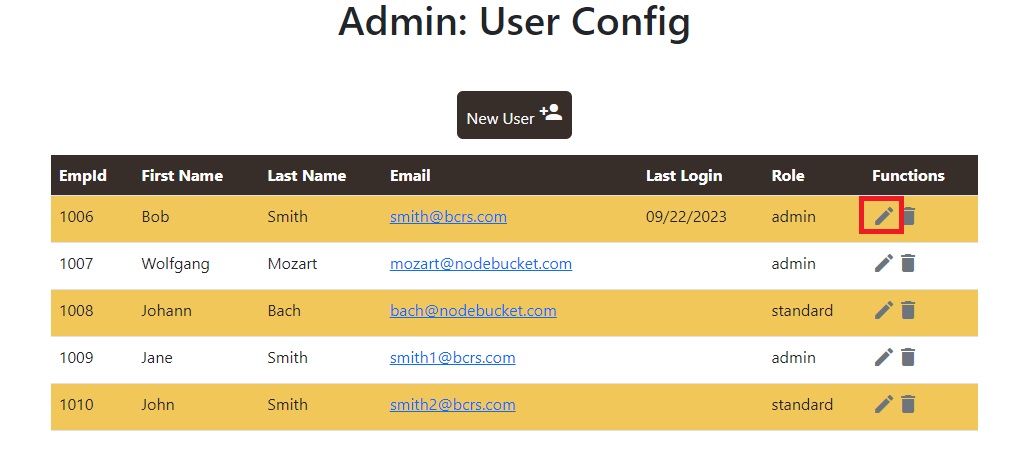 Admin: User Config
New User
EmpId First Name Last Name Email Last Login Role Functions
1006 Bob Smith smith@bcrs.com 09/22/2023 admin
1007 Wolfgang Mozart mozart@nodebucket.com admin
1008 Johann Bach bach@nodebucket.com standard
1009 Jane Smith smith1@bcrs.com admin
1010 John Smith smith2@bcrs.com standard